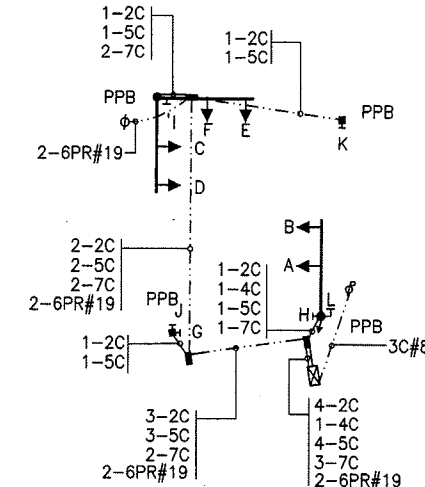 1-2C
1-5C
2-7C
1-2C
1-5C
PPB
PPB
I
F
E
K
2-6PR#19
C
D
2-2C
2-5C
2-7C
2-6PR#19
B
A
1-2C
1-4C
1-5C
1-7C
PPB
J
G
H
L
PPB
1-2C
1-5C
3C#8
3-2C
3-5C
2-7C
2-6PR#19
4-2C
1-4C
4-5C
3-7C
2-6PR#19